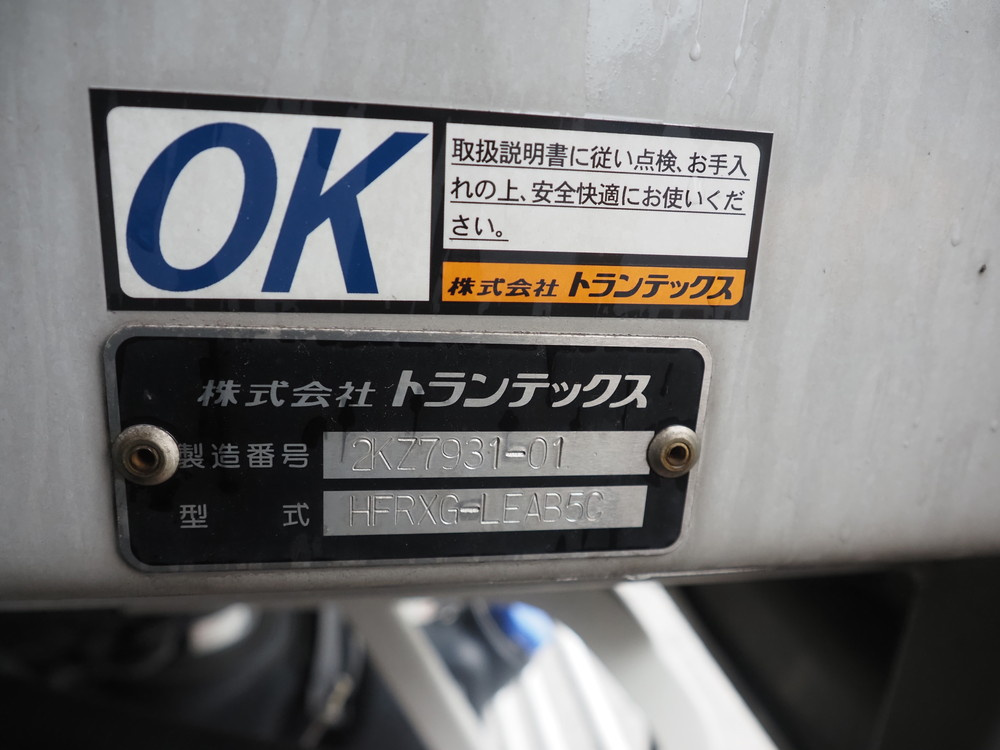 OK
取扱説明書に従い点検、お手入
れの上、安全快適にお使いくだ
さい。
株式会社 トランテックス
株式会社 トランテックス
製造番号 2KZ7931-01
型式 HFRXG-LEAB5C